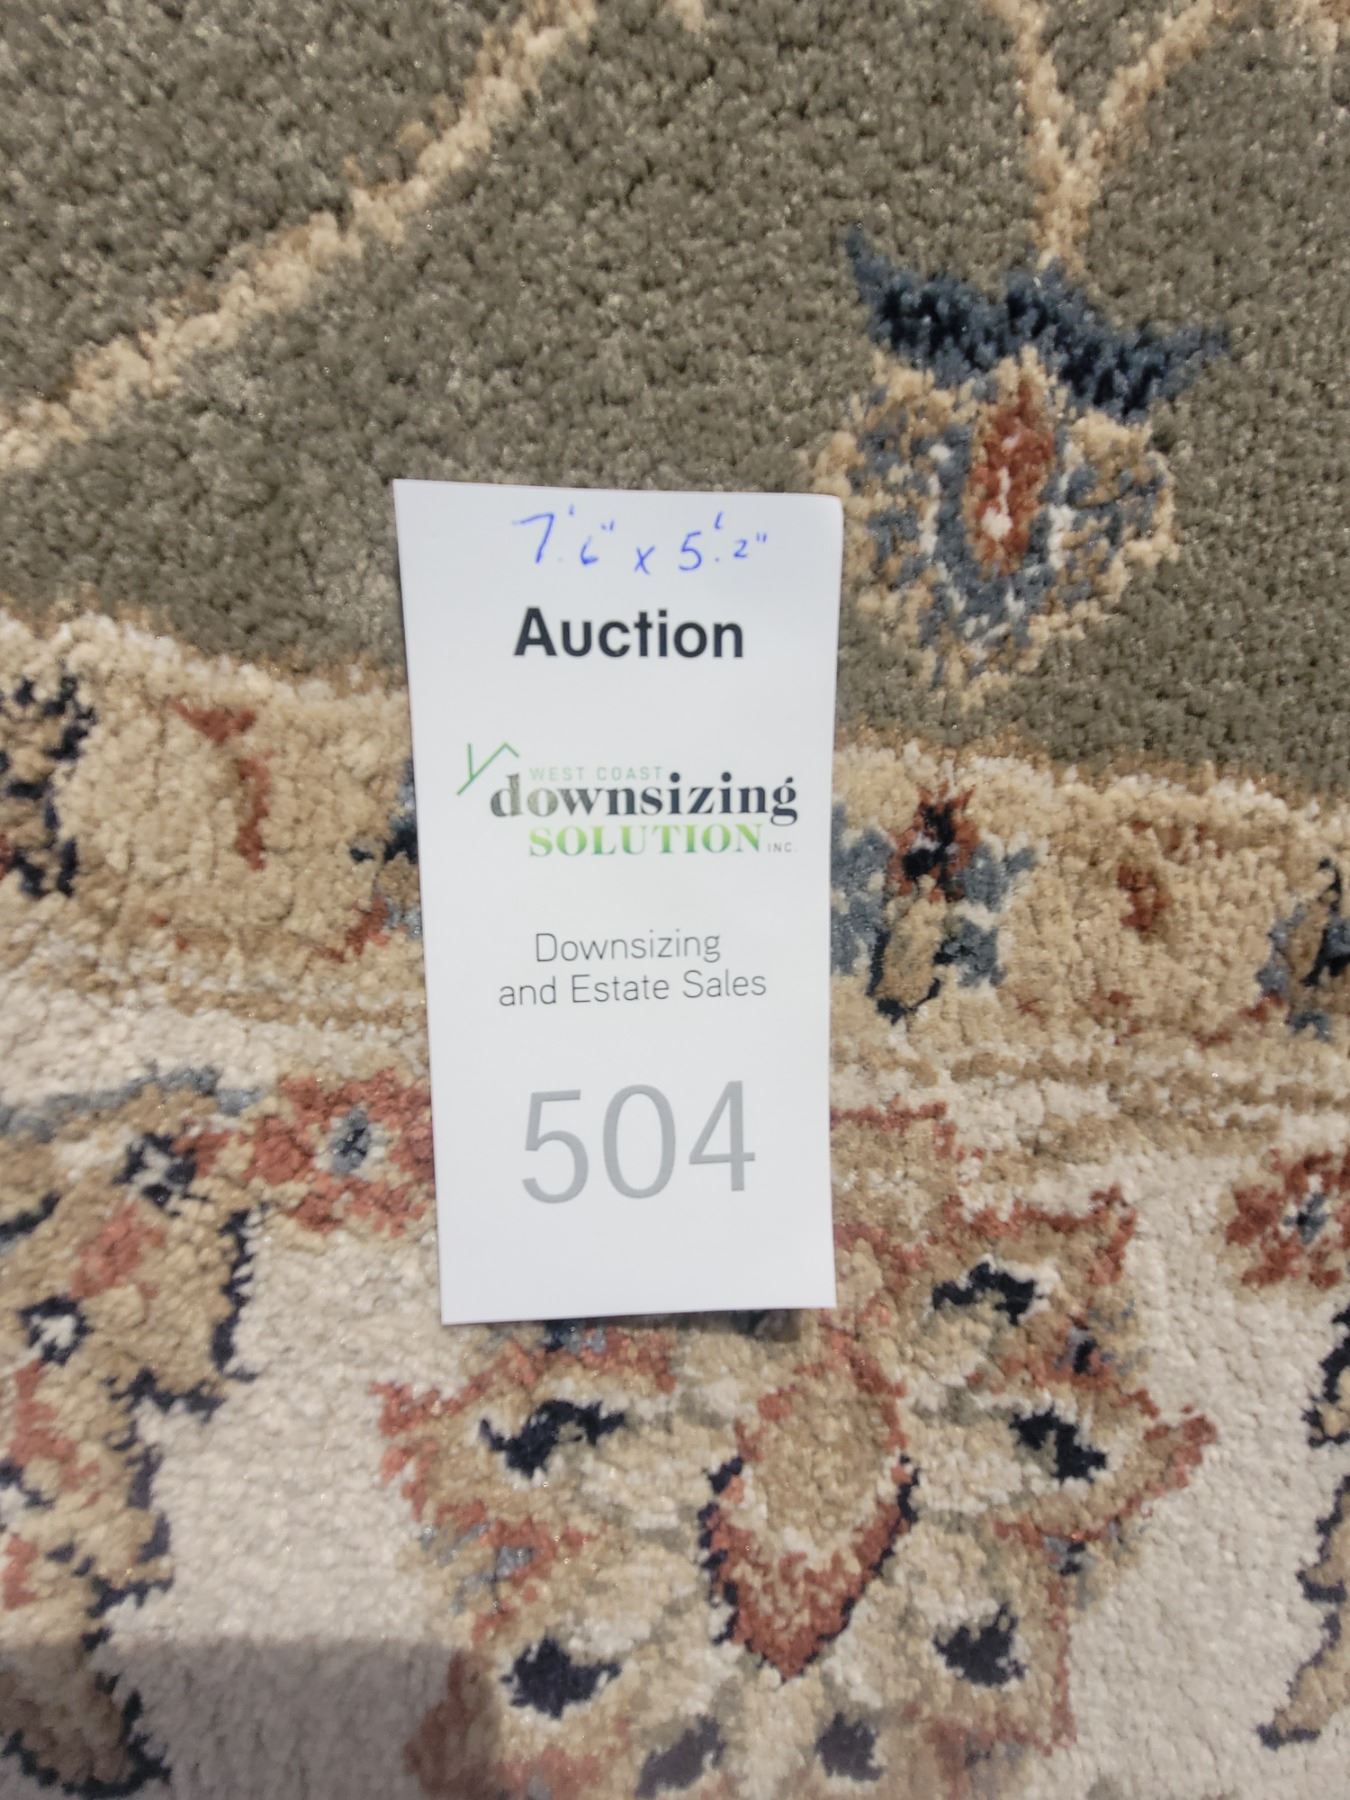 7'.6" x 5'.2"
Auction
WEST COAST
downsizing
SOLUTION INC.
Downsizing
and Estate Sales
504